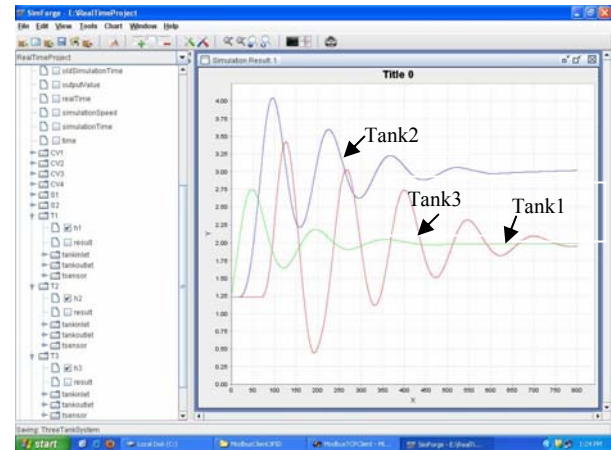 SimForge - E:\RealTimeProject
File Edit View Tools Chart Window Help
RealTimeProject
oldSimulationTime
outputValue
realTime
simulationSpeed
simulationTime
time
CV1
CV2
CV3
CV4
S1
S2
T1
h1
result
tankinlet
tankoutlet
tsensor
T2
h2
result
tankinlet
tankoutlet
tsensor
T3
h3
result
tankinlet
tankoutlet
tsensor
Simulation Result 1
Title 0
4.00
3.75
3.50
3.25
3.00
2.75
2.50
2.25
2.00
1.75
1.50
1.25
1.00
0.75
0.50
0.25
0.00
Y
0 50 100 150 200 250 300 350 400 450 500 550 600 650 700 750 800
X
Tank2
Tank3
Tank1
Saving: ThreeTankSystem
start
Local Disk (C:)
ModbusClientJFID
ModbusTCPClient - Mi...
SimForge - E:\RealTi...
1:24 PM